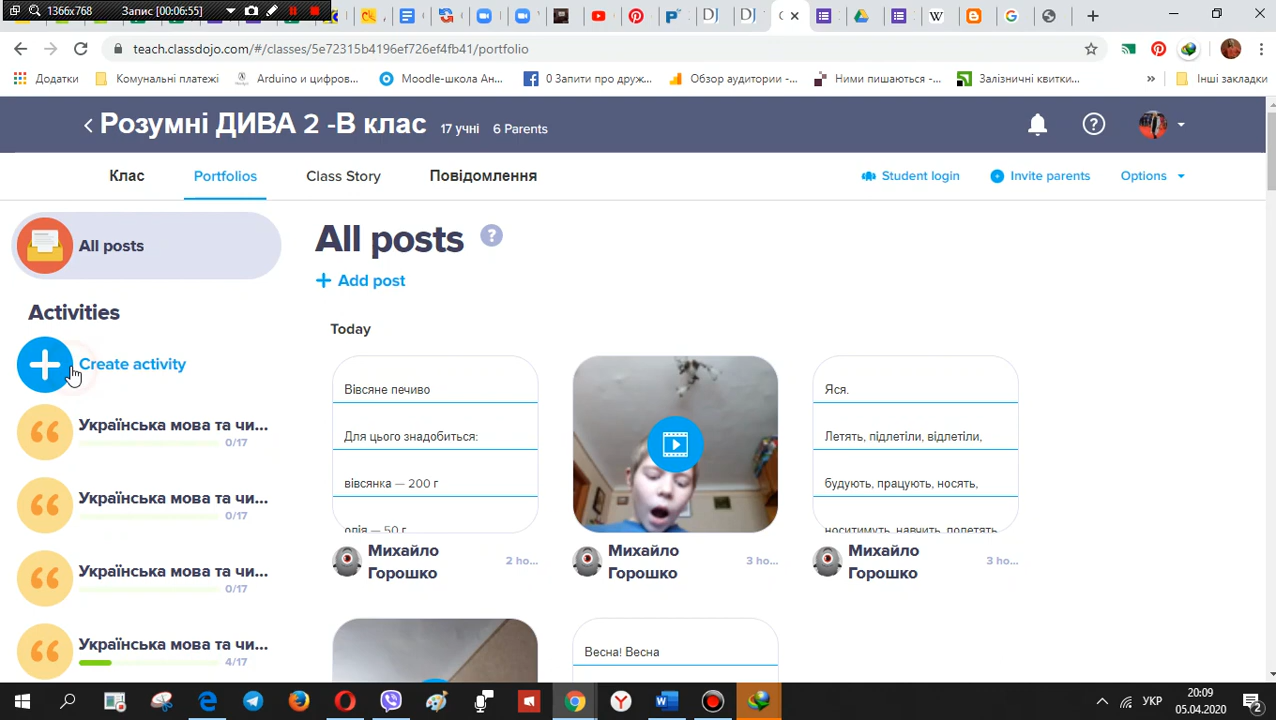 1366x768 Запис [00:06:55]
teach.classdojo.com/#/classes/5e72315b4196ef726ef4fb41/portfolio
Додатки Комунальні платежі Arduino и цифров... Moodle-школа Ан... 0 Запити про друж... Обзор аудитории -... Ними пишаються -... Залізничні квитки... » Інші закладки
Розумні ДИВА 2 -В клас 17 учні 6 Parents
Клас Portfolios Class Story Повідомлення Student login Invite parents Options
All posts
All posts ?
+ Add post
Activities
Create activity
Українська мова та чи...
0/17
Українська мова та чи...
0/17
Українська мова та чи...
0/17
Українська мова та чи...
4/17
Today
Вівсяне печиво
Для цього знадобиться:
вівсянка — 200 г
олія — 50 г
Михайло Горошко
2 ho...
Михайло Горошко
3 ho...
Яся.
Летять, підлетіли, відлетіли,
будують, працують, носять,
носитимуть, навчить, полетять
Михайло Горошко
3 ho...
Весна! Весна
УКР
20:09
05.04.2020
2